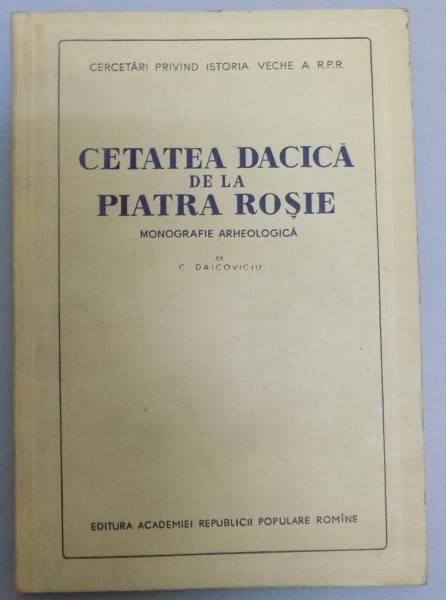 CERCETĂRI PRIVIND ISTORIA VECHE A R.P.R.
CETATEA DACICĂ
DE LA
PIATRA ROȘIE
MONOGRAFIE ARHEOLOGICĂ
DE
C. DAICOVICIU
EDITURA ACADEMIEI REPUBLICII POPULARE ROMÎNE